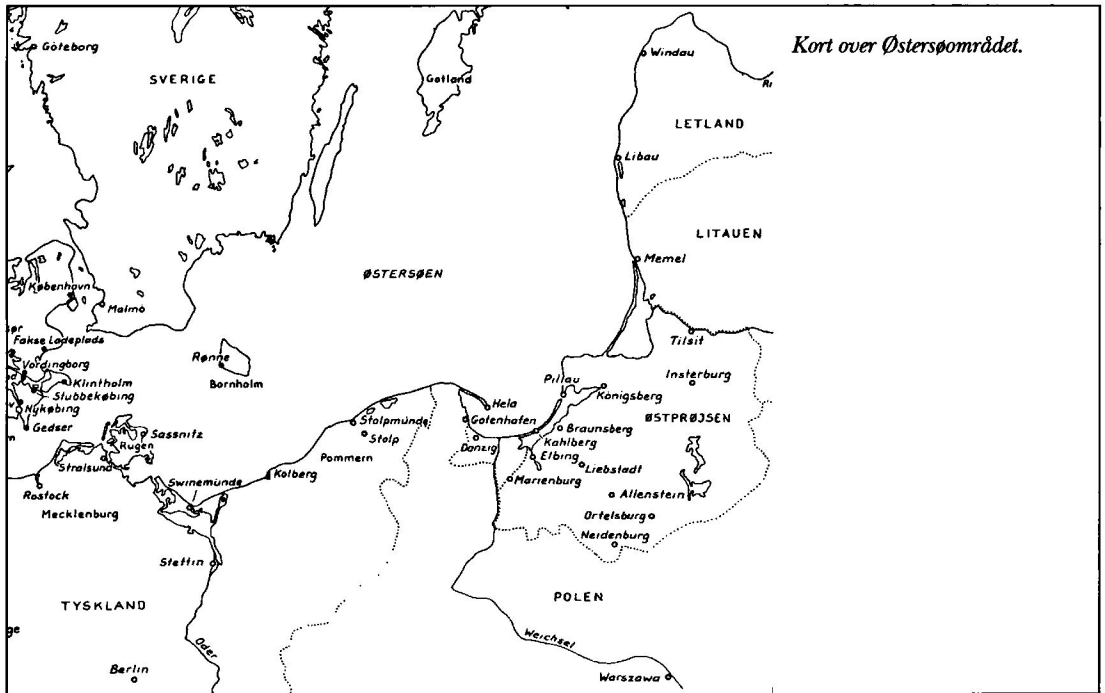 Kort over Østersøområdet.
Göteborg
SVERIGE
Gotland
Windau
LETLAND
Libau
LITAUEN
Memel
ØSTERSØEN
København
Malmö
Fakse Ladeplads
Vordingborg
Klintholm
Stubbekøbing
Nykøbing
Gedser
Rønne
Bornholm
Tilsit
Insterburg
Pillau
Königsberg
ØSTPRØJSEN
Hela
Gotenhafen
Danzig
Braunsberg
Kahlberg
Elbing
Liebstadt
Marienburg
Allenstein
Ortelsburg
Neidenburg
Stolpmünde
Stolp
Pommern
Kolberg
Sassnitz
Rügen
Stralsund
Swinemünde
Rostock
Mecklenburg
Stettin
TYSKLAND
POLEN
Oder
Weichsel
Berlin
Warszawa